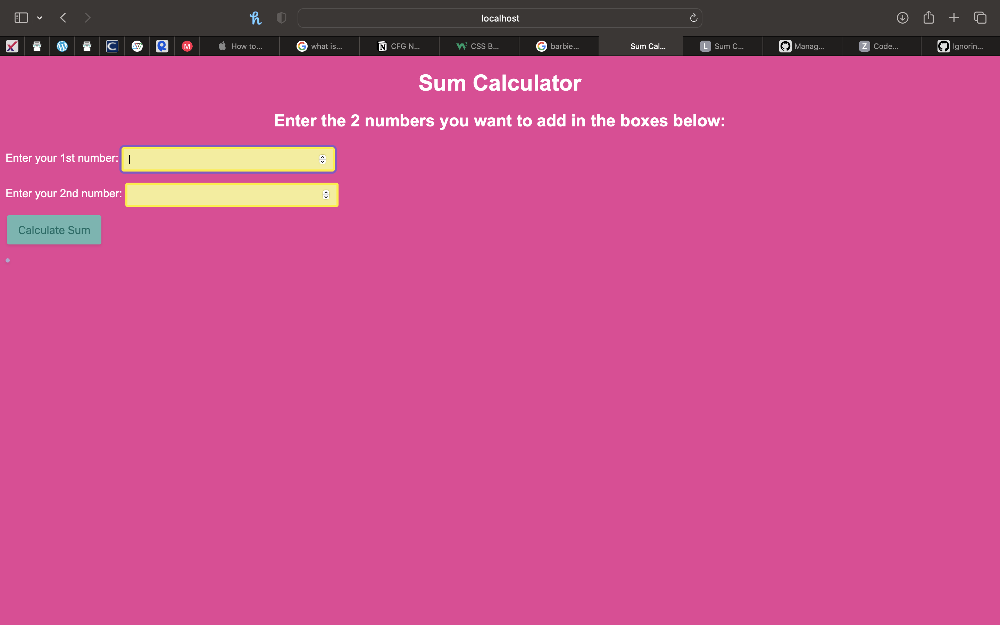 localhost
M
How to...
what is...
CFG N...
CSS B...
barbie...
Sum Cal...
L
Sum C...
Manag...
Z
Code...
Ignorin...
Sum Calculator
Enter the 2 numbers you want to add in the boxes below:
Enter your 1st number:
Enter your 2nd number:
Calculate Sum